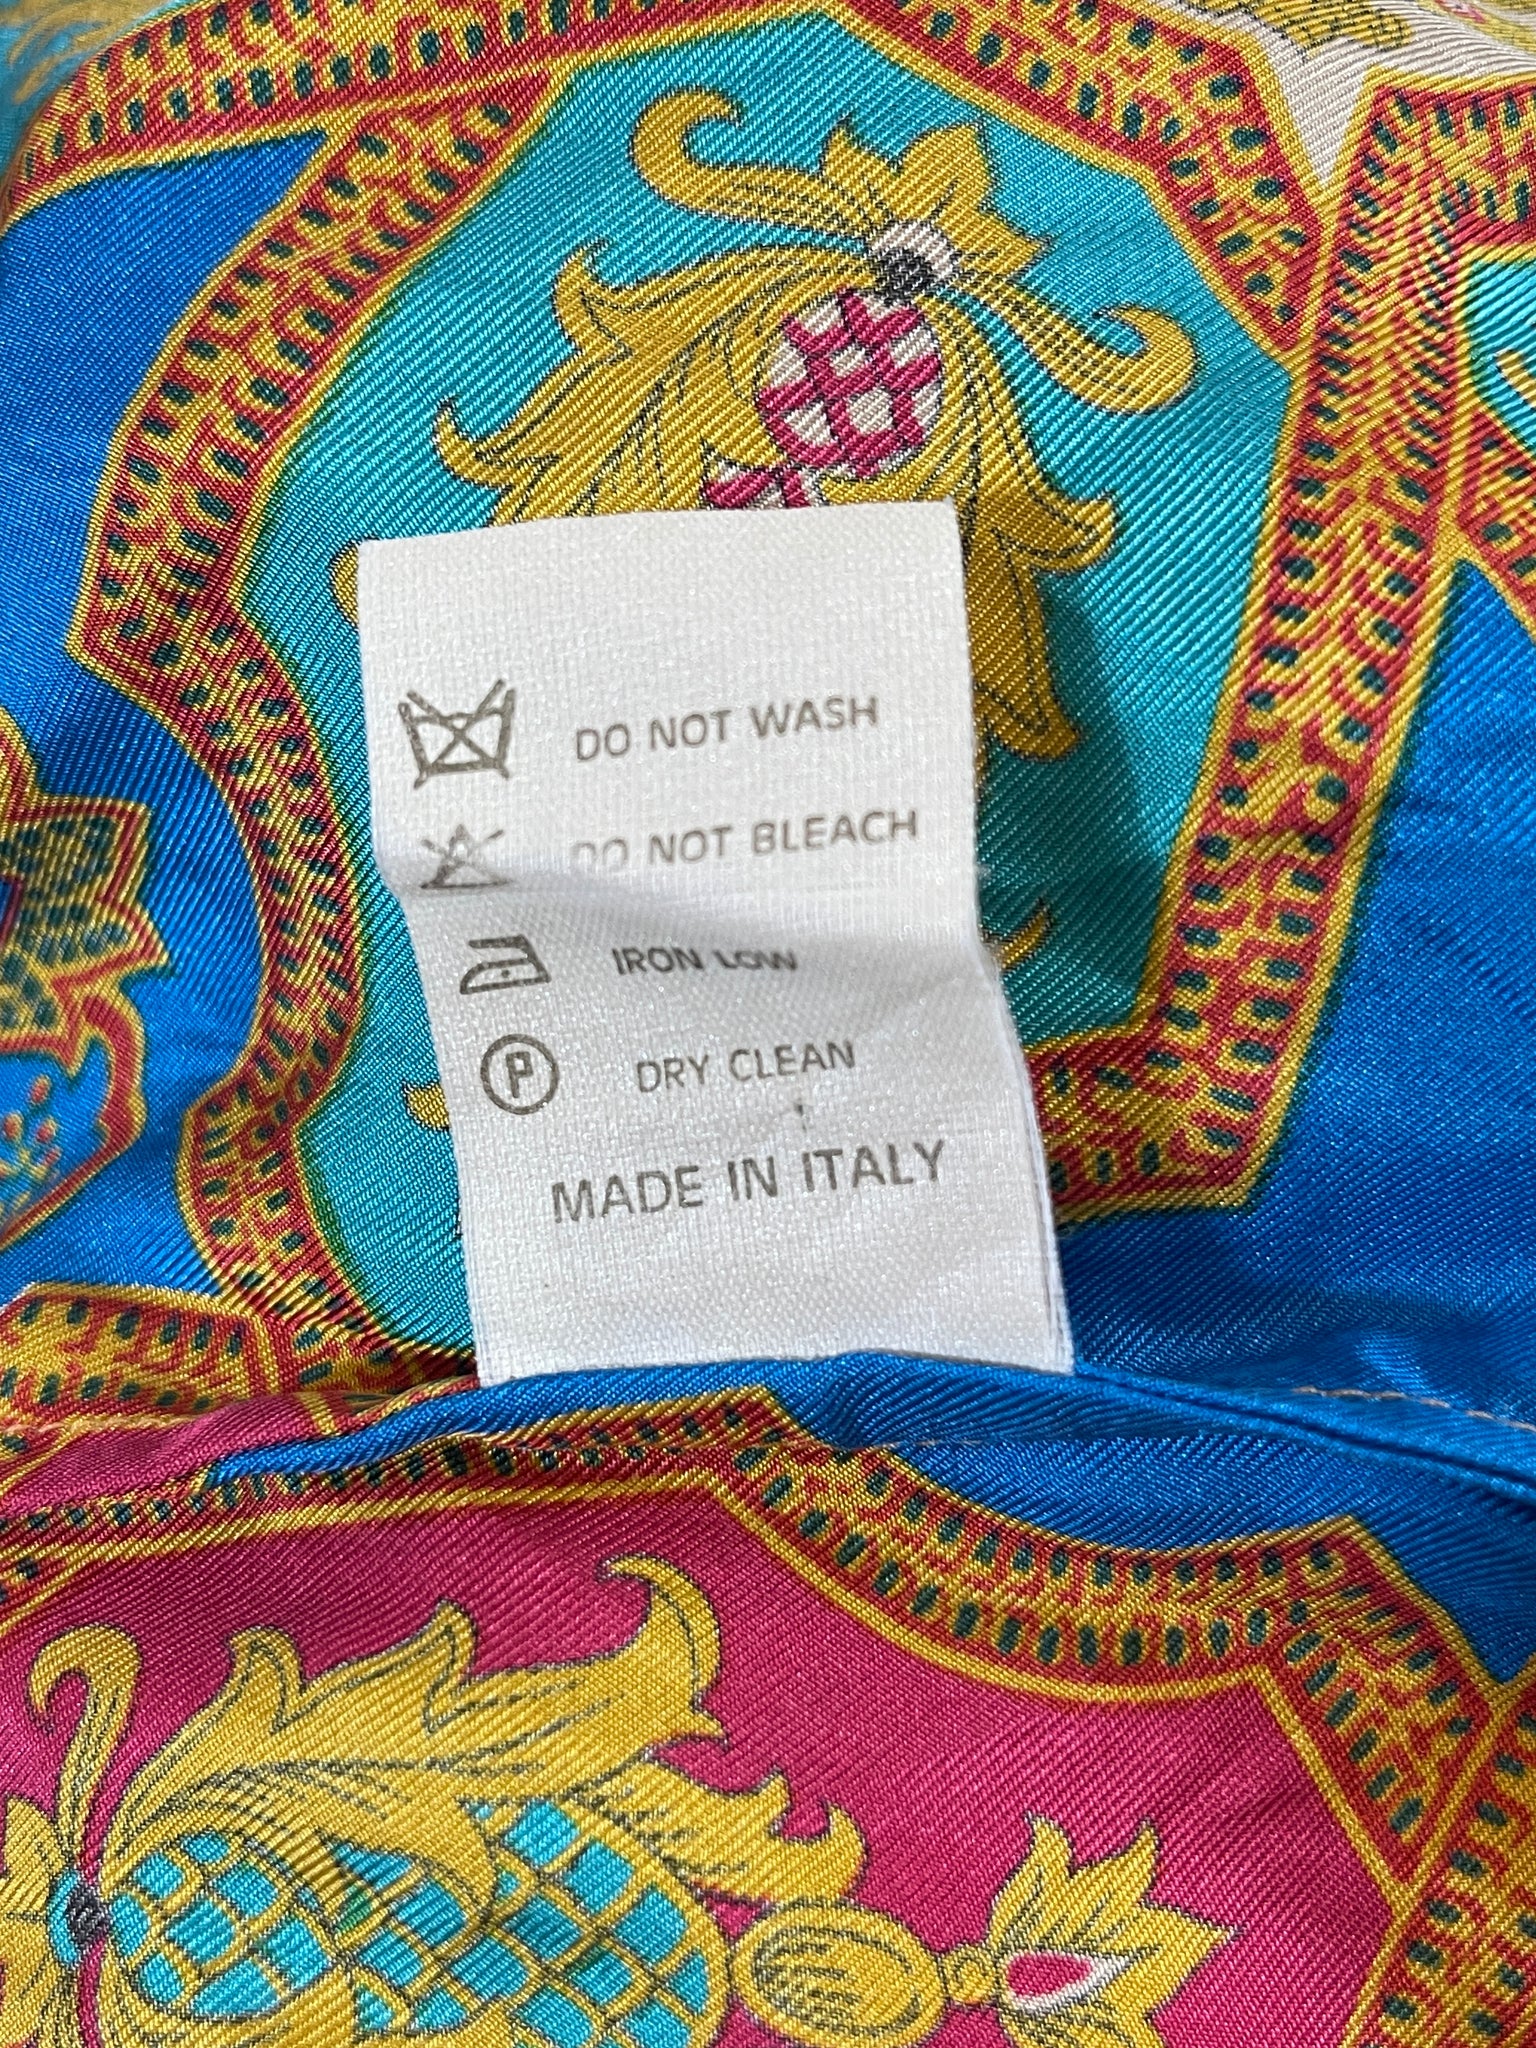 DO NOT WASH
DO NOT BLEACH
IRON LOW
P DRY CLEAN
MADE IN ITALY